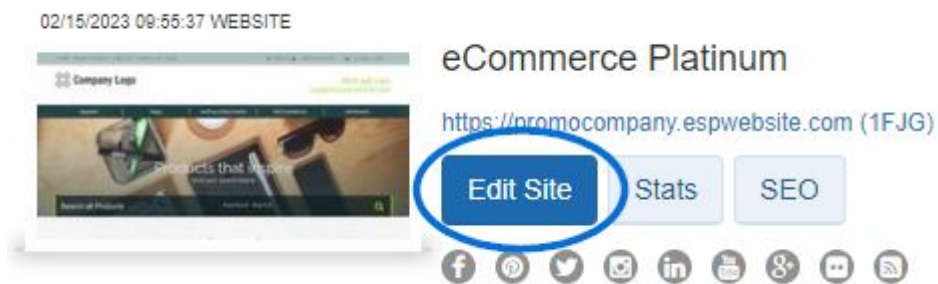 02/15/2023 09:55:37 WEBSITE
eCommerce Platinum
https://promocompany.espwebsite.com (1FJG)
Company Logo
Products that inspire
Search all Products
Edit Site
Stats
SEO